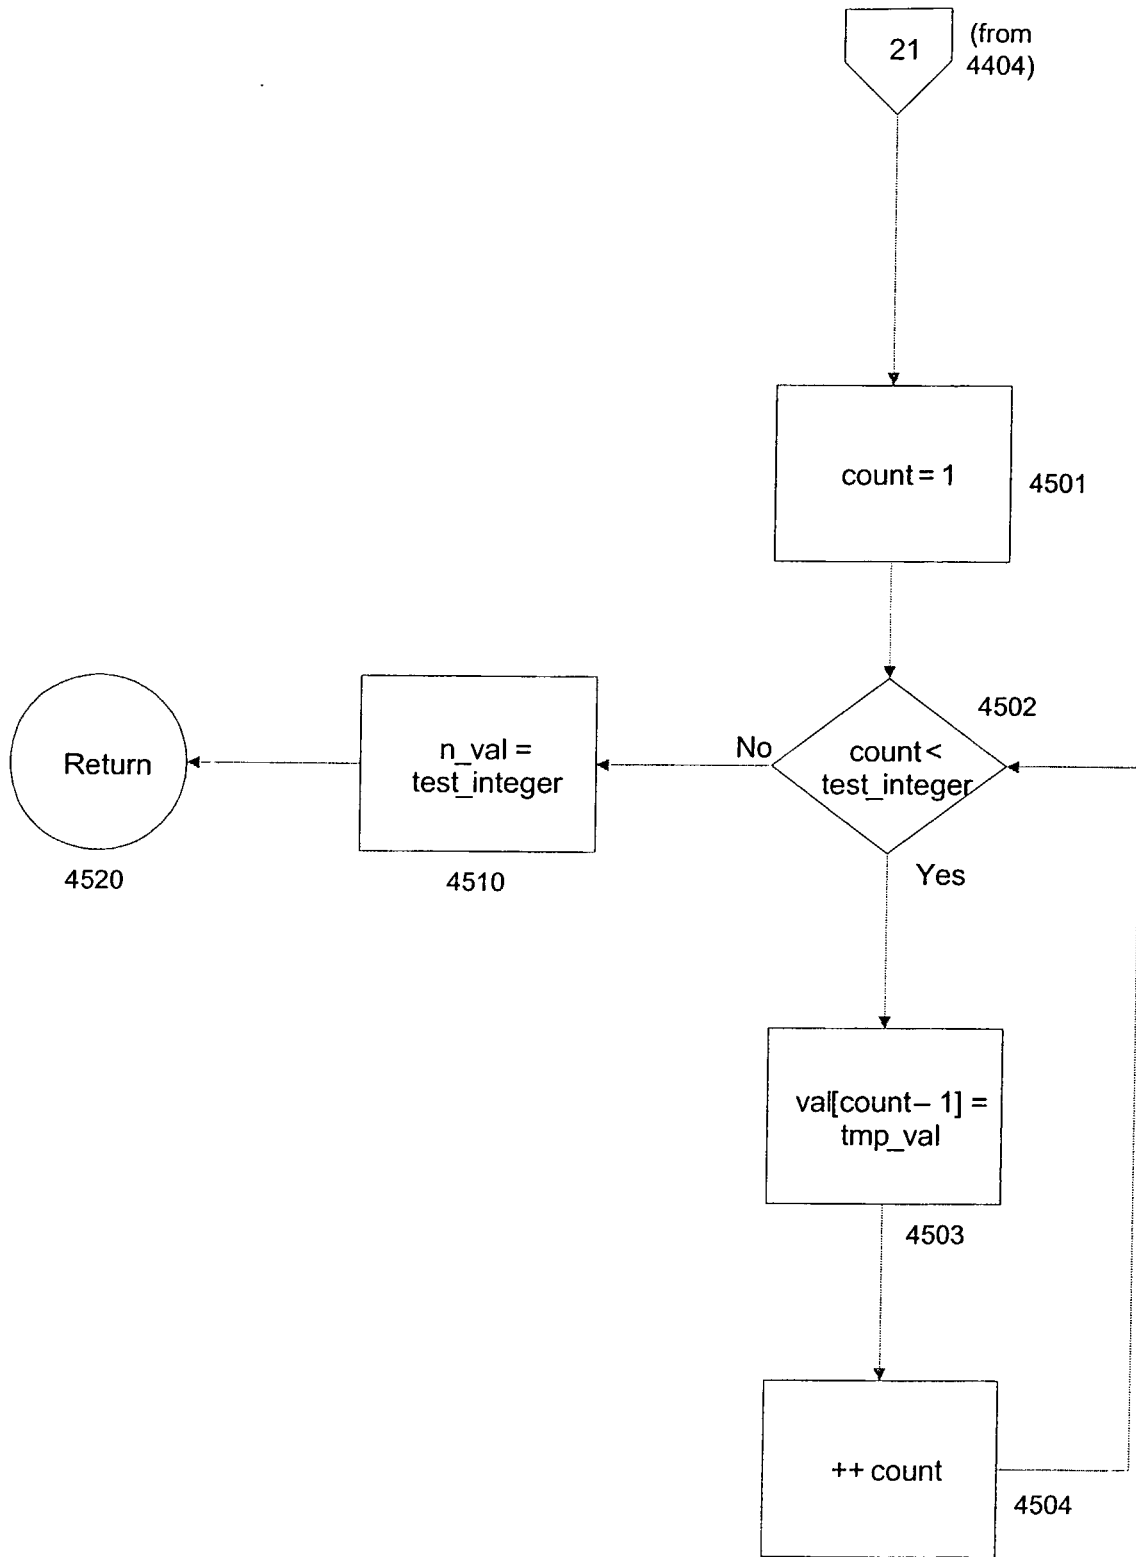 21
(from
4404)
count = 1
4501
4502
count <
test_integer
No
Yes
n_val =
test_integer
4510
Return
4520
val[count – 1] =
tmp_val
4503
++ count
4504